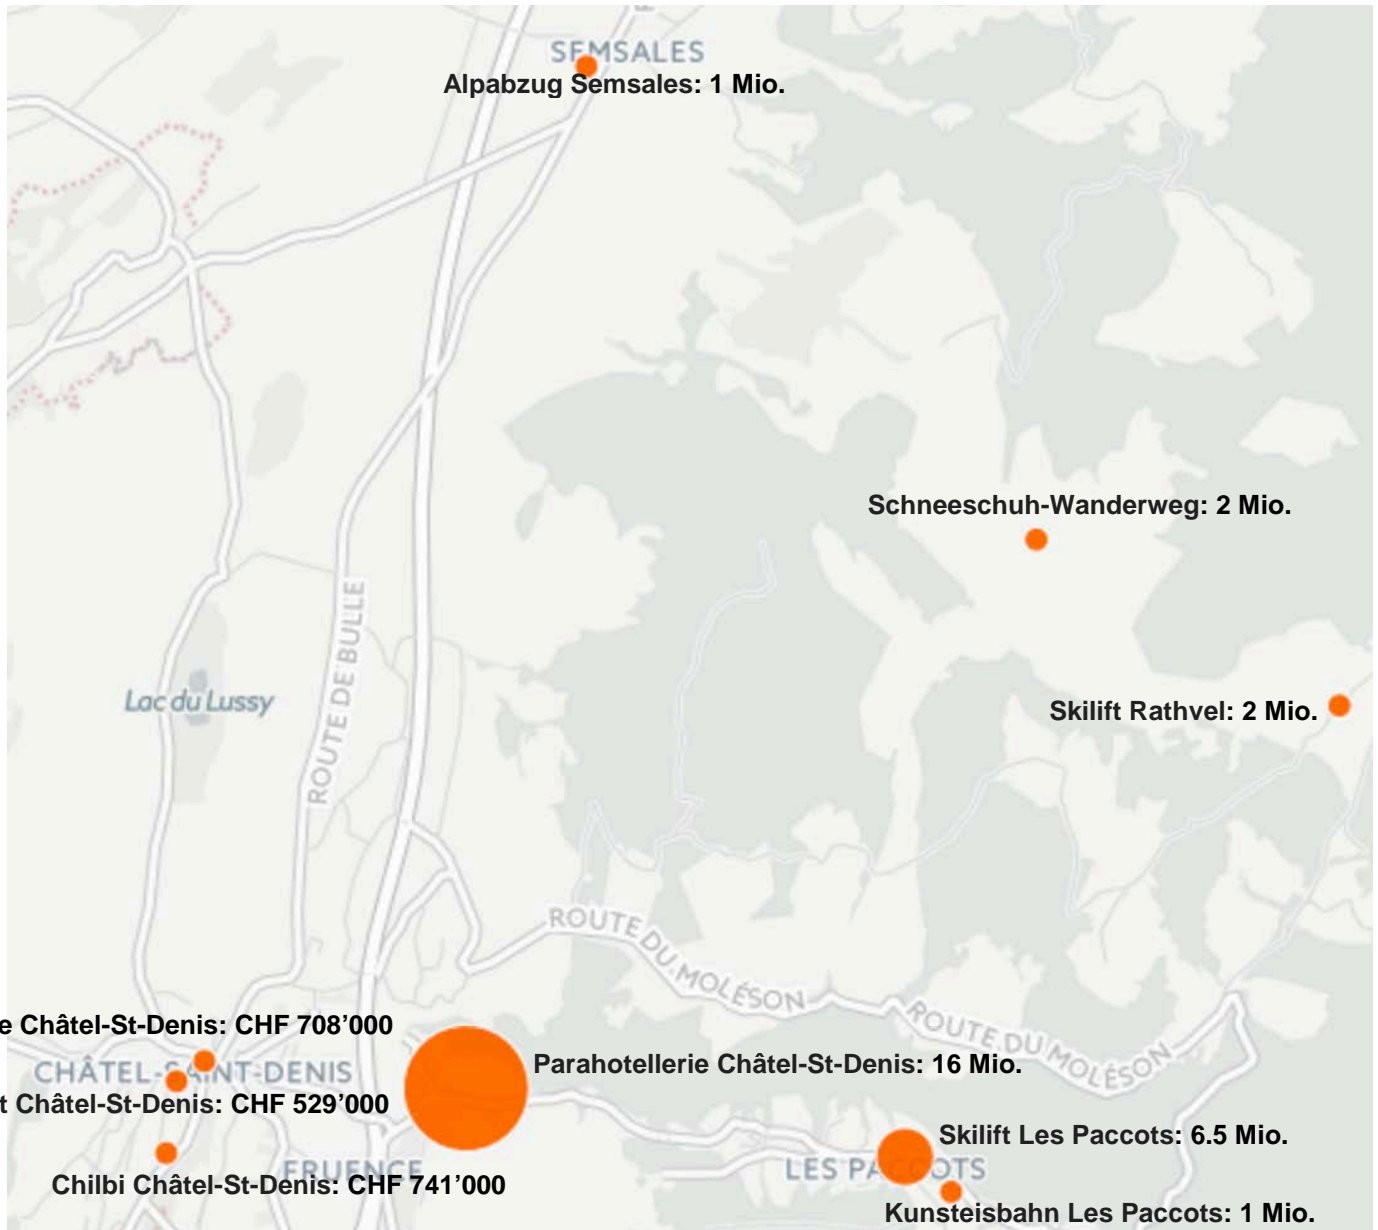 SEMSALES
Alpabzug Semsales: 1 Mio.
Schneeschuh-Wanderweg: 2 Mio.
ROUTE DE BULLE
Lac du Lussy
Skilift Rathvel: 2 Mio.
ROUTE DU MOLÉSON
ROUTE DU MOLÉSON
e Châtel-St-Denis: CHF 708’000
CHÂTEL-SAINT-DENIS
Parahotellerie Châtel-St-Denis: 16 Mio.
t Châtel-St-Denis: CHF 529’000
Skilift Les Paccots: 6.5 Mio.
FRUENCE
LES PACCOTS
Chilbi Châtel-St-Denis: CHF 741’000
Kunsteisbahn Les Paccots: 1 Mio.